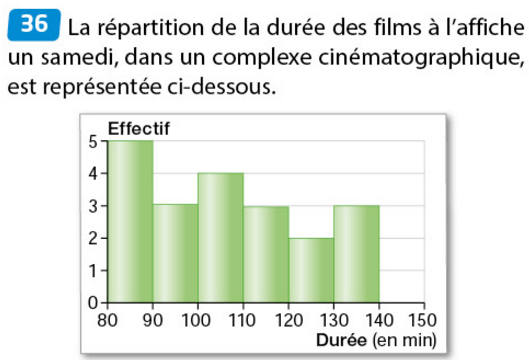 36 La répartition de la durée des films à l’affiche
un samedi, dans un complexe cinématographique,
est représentée ci-dessous.
Effectif
5
4
3
2
1
0
80 90 100 110 120 130 140 150
Durée (en min)